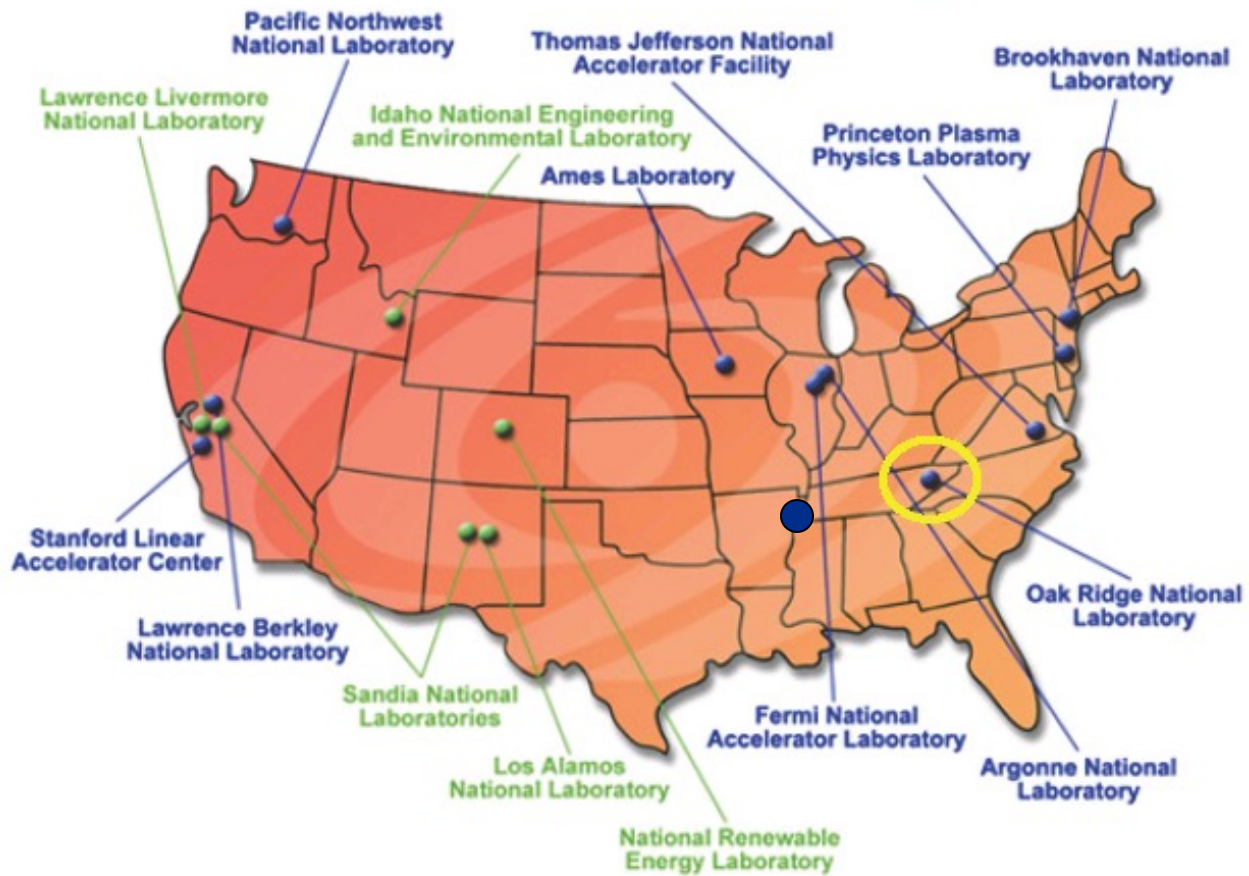 Pacific Northwest
National Laboratory
Thomas Jefferson National
Accelerator Facility
Brookhaven National
Laboratory
Lawrence Livermore
National Laboratory
Idaho National Engineering
and Environmental Laboratory
Princeton Plasma
Physics Laboratory
Ames Laboratory
Stanford Linear
Accelerator Center
Oak Ridge National
Laboratory
Lawrence Berkley
National Laboratory
Sandia National
Laboratories
Fermi National
Accelerator Laboratory
Los Alamos
National Laboratory
Argonne National
Laboratory
National Renewable
Energy Laboratory